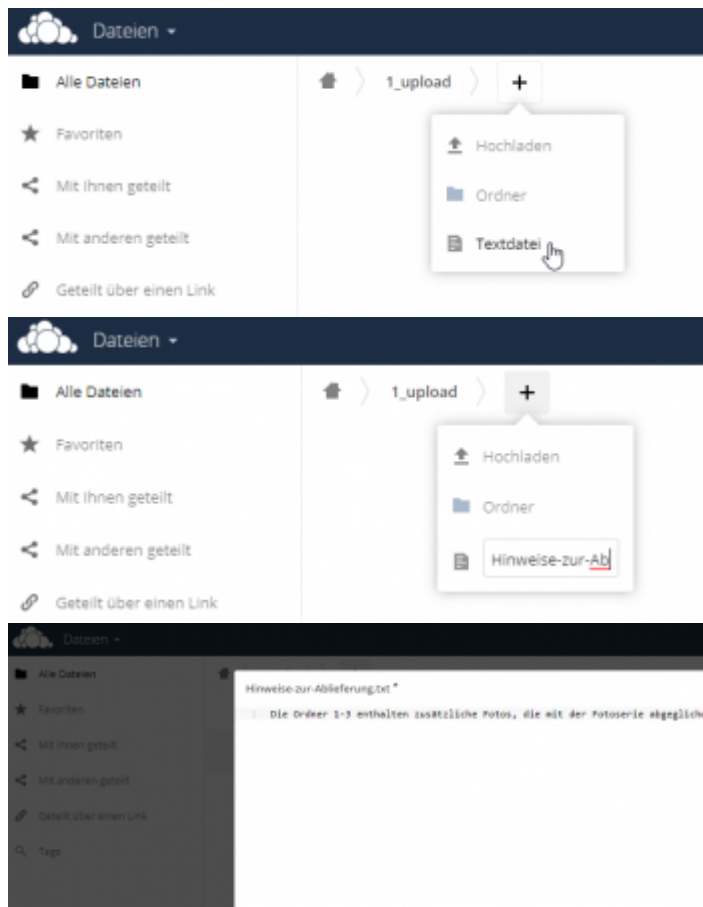 Dateien
Alle Dateien
1_upload
+
Favoriten
Hochladen
Mit Ihnen geteilt
Ordner
Mit anderen geteilt
Textdatei
Geteilt über einen Link
Dateien
Alle Dateien
1_upload
+
Favoriten
Hochladen
Mit Ihnen geteilt
Ordner
Mit anderen geteilt
Hinweise-zur-Ab
Geteilt über einen Link
Dateien
Alle Dateien
Hinweise-zur-Ablieferung.txt *
Favoriten
1 Die Ordner 1-3 enthalten zusätzliche Fotos, die mit der Fotoserie abgegliche
Mit Ihnen geteilt
Mit anderen geteilt
Geteilt über einen Link
Tags